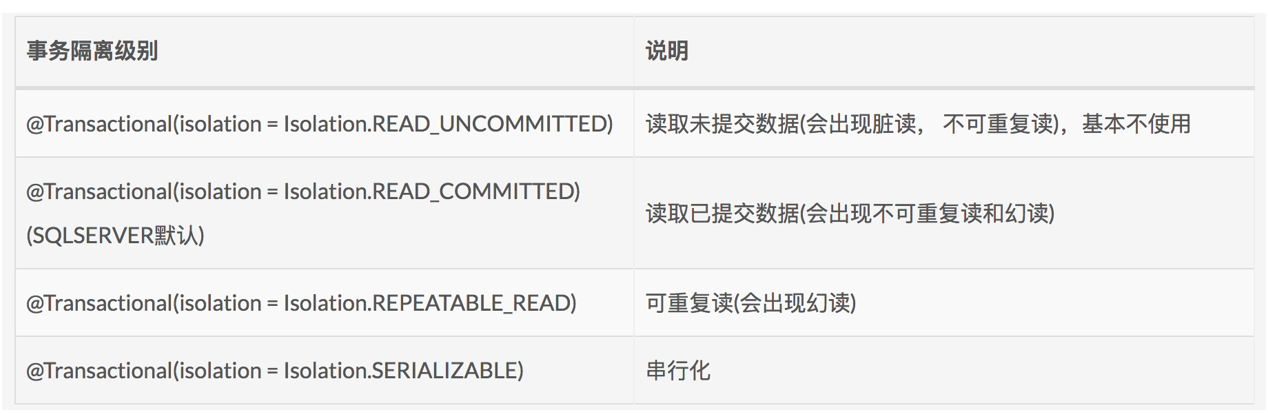 事务隔离级别 说明
@Transactional(isolation = Isolation.READ_UNCOMMITTED) 读取未提交数据(会出现脏读， 不可重复读)，基本不使用
@Transactional(isolation = Isolation.READ_COMMITTED)
(SQLSERVER默认)
读取已提交数据(会出现不可重复读和幻读)
@Transactional(isolation = Isolation.REPEATABLE_READ) 可重复读(会出现幻读)
@Transactional(isolation = Isolation.SERIALIZABLE) 串行化